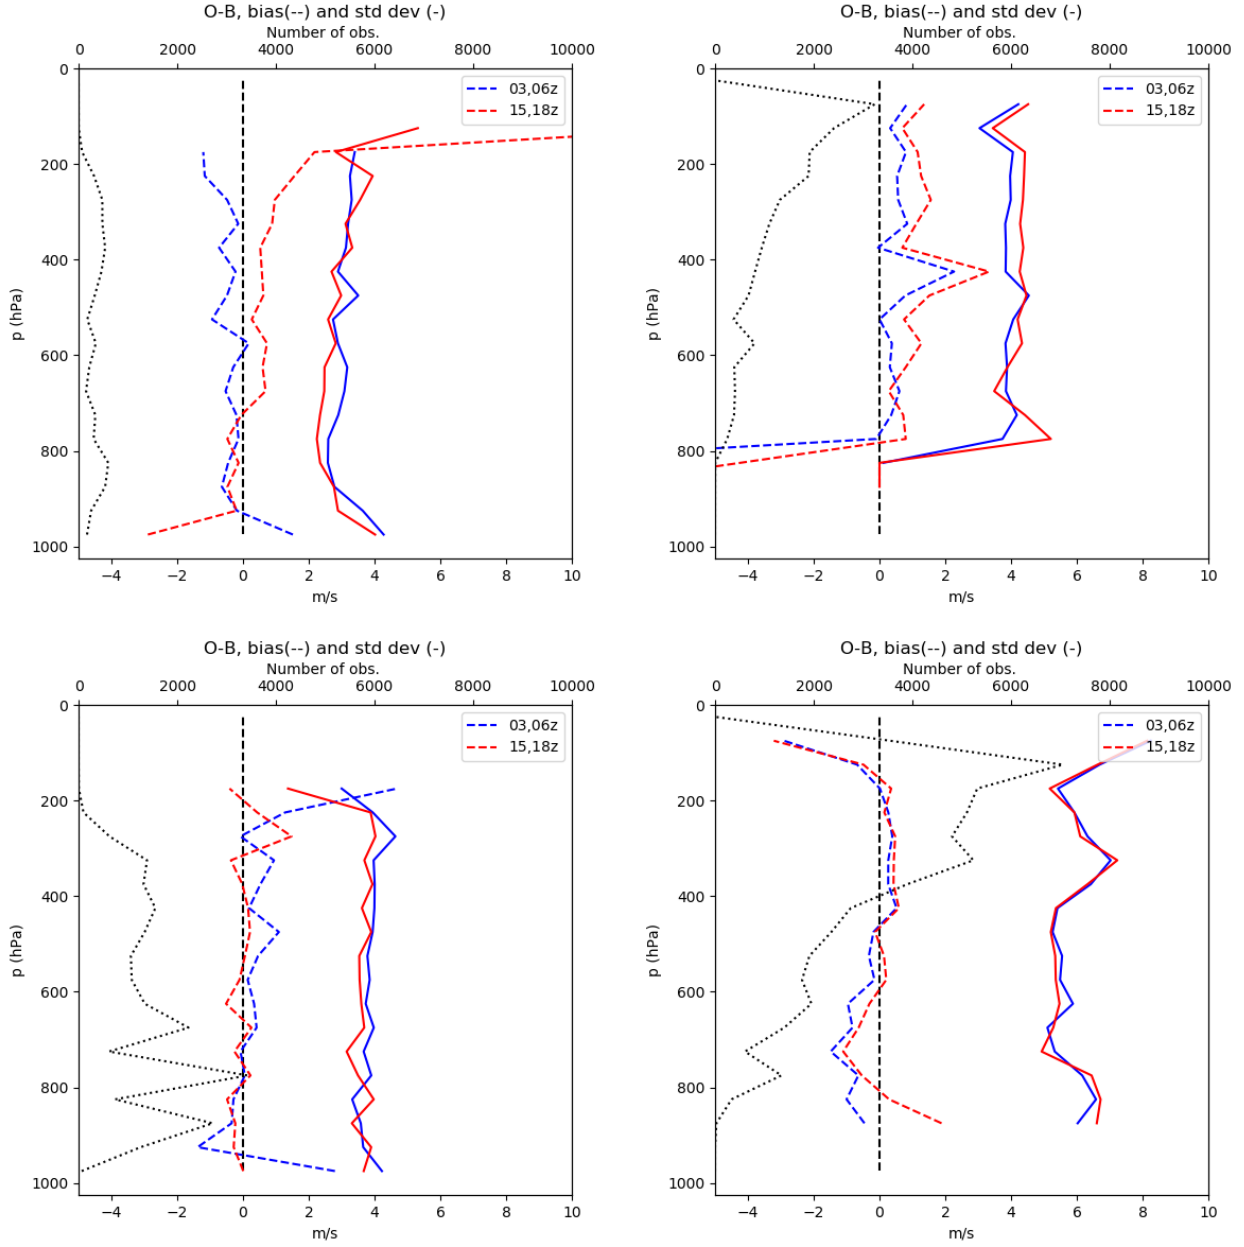 O-B, bias(--) and std dev (-)
Number of obs.
0 2000 4000 6000 8000 10000
03,06z
15,18z
0
200
400
600
800
1000
p (hPa)
−4 −2 0 2 4 6 8 10
m/s
O-B, bias(--) and std dev (-)
Number of obs.
0 2000 4000 6000 8000 10000
03,06z
15,18z
0
200
400
600
800
1000
p (hPa)
−4 −2 0 2 4 6 8 10
m/s
O-B, bias(--) and std dev (-)
Number of obs.
0 2000 4000 6000 8000 10000
03,06z
15,18z
0
200
400
600
800
1000
p (hPa)
−4 −2 0 2 4 6 8 10
m/s
O-B, bias(--) and std dev (-)
Number of obs.
0 2000 4000 6000 8000 10000
03,06z
15,18z
0
200
400
600
800
1000
p (hPa)
−4 −2 0 2 4 6 8 10
m/s